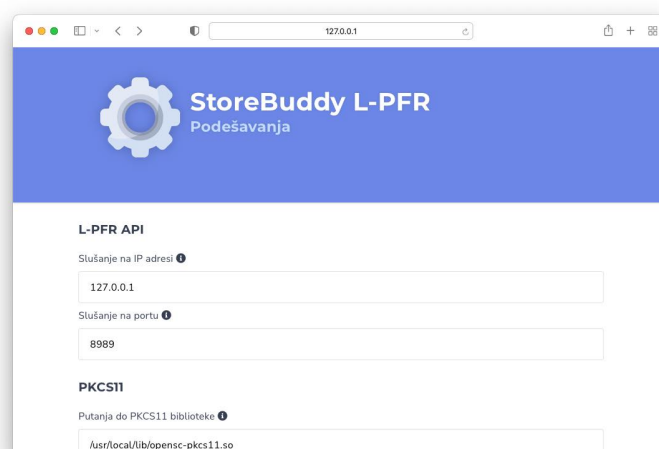 127.0.0.1
StoreBuddy L-PFR
Podešavanja
L-PFR API
Slušanje na IP adresi
127.0.0.1
Slušanje na portu
8989
PKCS11
Putanja do PKCS11 biblioteke
/usr/local/lib/opensc-pkcs11.so